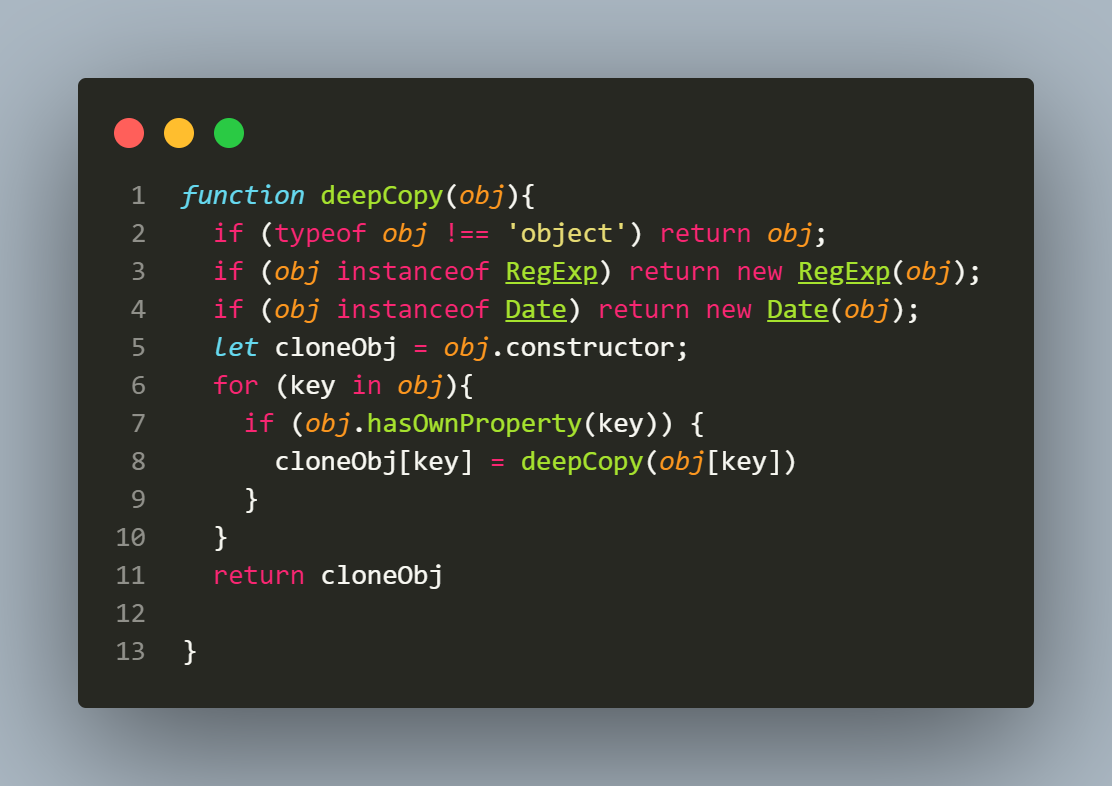 1 function deepCopy(obj){
2   if (typeof obj !== 'object') return obj;
3   if (obj instanceof RegExp) return new RegExp(obj);
4   if (obj instanceof Date) return new Date(obj);
5   let cloneObj = obj.constructor;
6   for (key in obj){
7     if (obj.hasOwnProperty(key)) {
8       cloneObj[key] = deepCopy(obj[key])
9     }
10   }
11   return cloneObj
12
13 }